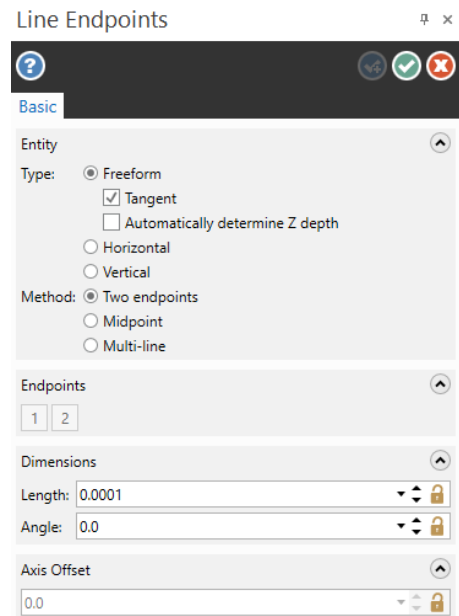 Line Endpoints
Basic
Entity
Type: Freeform
Tangent
Automatically determine Z depth
Horizontal
Vertical
Method: Two endpoints
Midpoint
Multi-line
Endpoints
1 2
Dimensions
Length: 0.0001
Angle: 0.0
Axis Offset
0.0